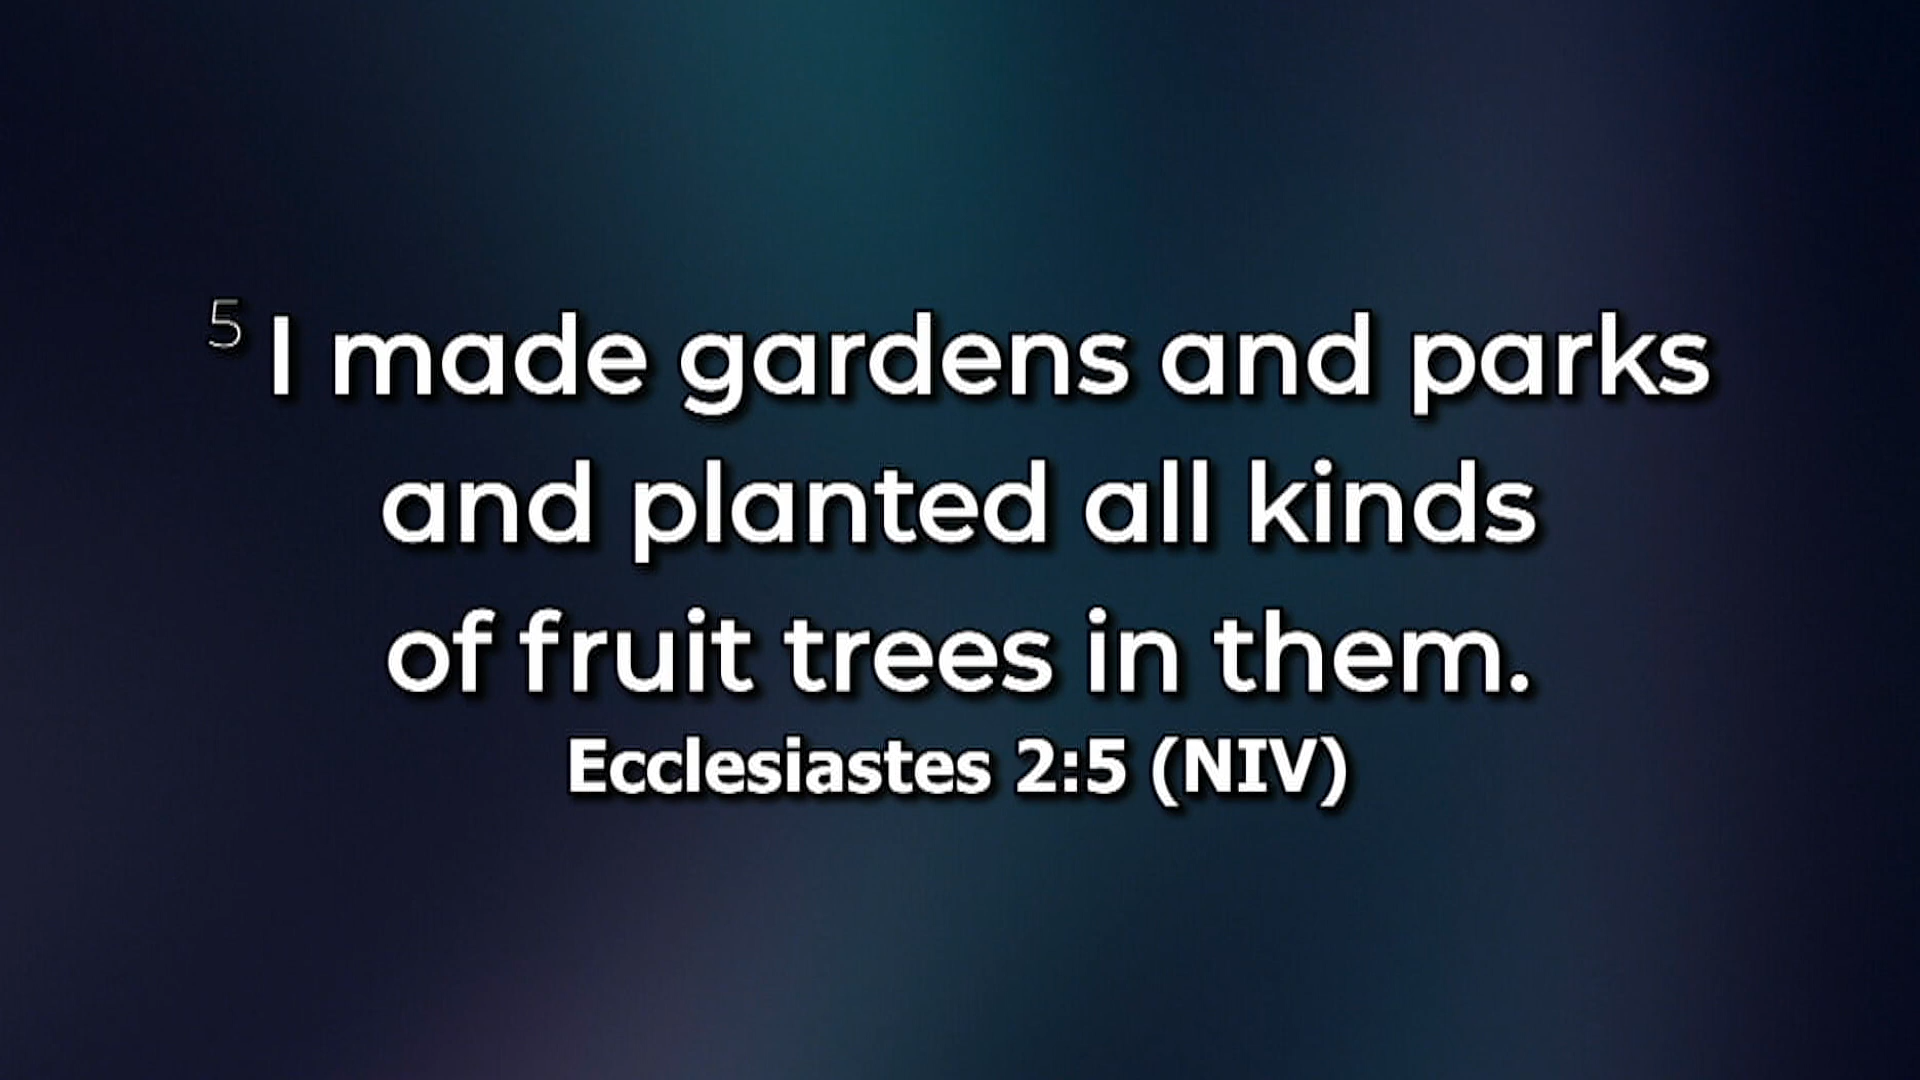 5 I made gardens and parks
and planted all kinds
of fruit trees in them.
Ecclesiastes 2:5 (NIV)